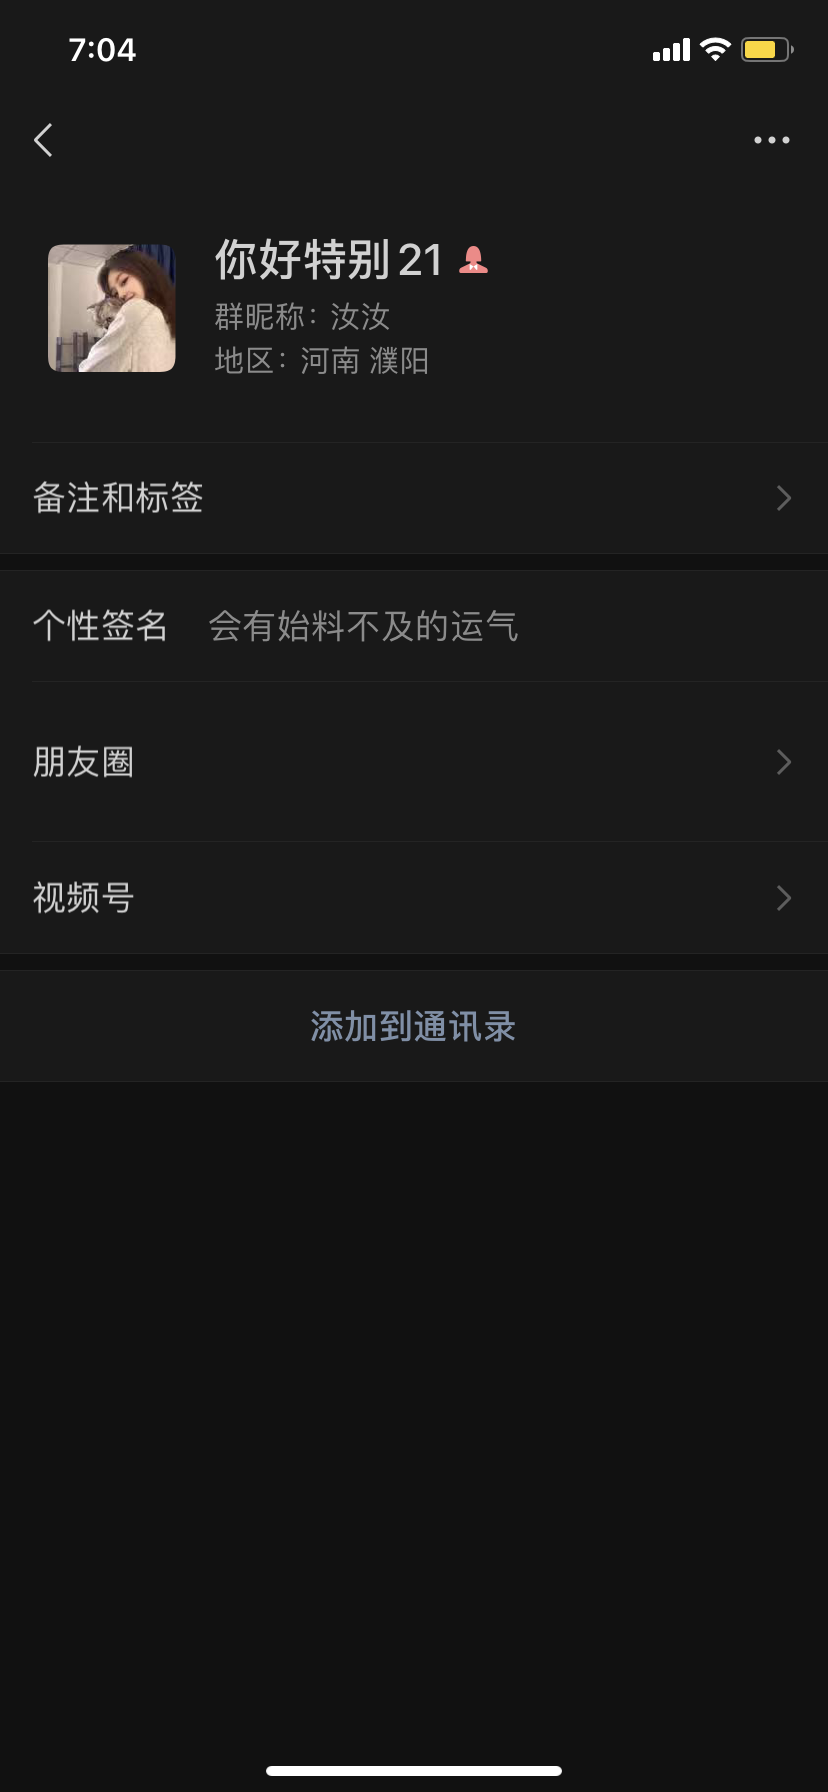 7:04
你好特别21
群昵称：汝汝
地区：河南 濮阳
备注和标签
个性签名 会有始料不及的运气
朋友圈
视频号
添加到通讯录